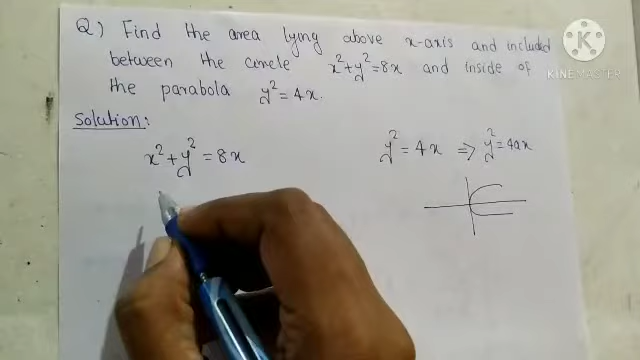 Q) Find the area lying above x-axis and included
between the circle x²+y²=8x and inside of
the parabola y²=4x.
Solution:
x²+y²=8x
y²=4x ⇒ y²=4ax
KINEMASTER